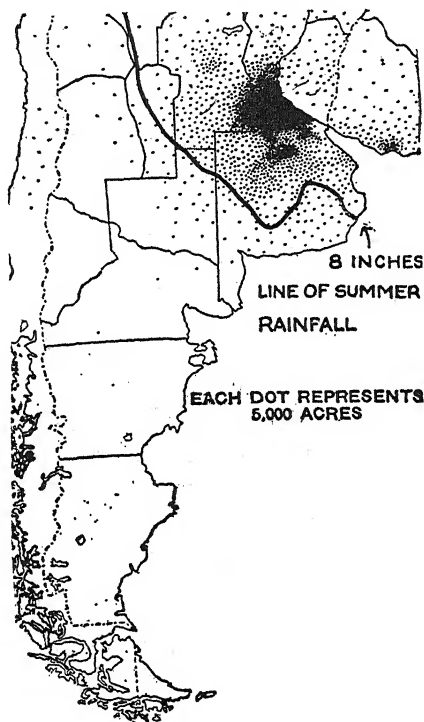 8 INCHES
LINE OF SUMMER
RAINFALL
EACH DOT REPRESENTS
5,000 ACRES